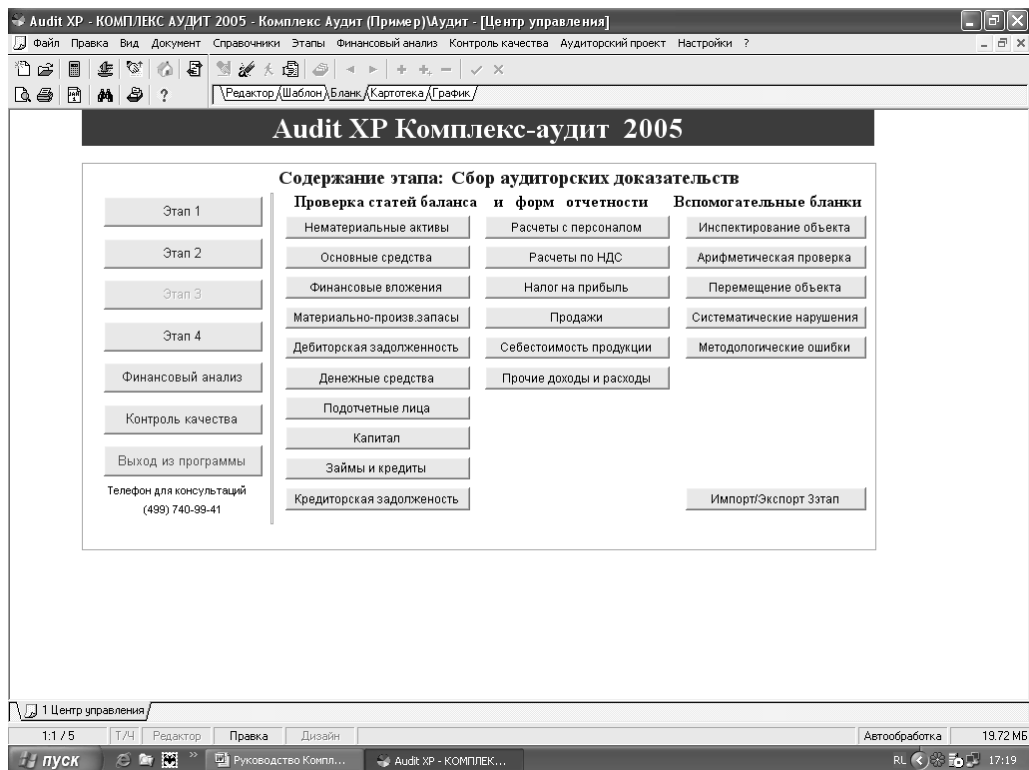 Audit XP - КОМПЛЕКС АУДИТ 2005 - Комплекс Аудит (Пример)\Аудит - [Центр управления]
Файл Правка Вид Документ Справочники Этапы Финансовый анализ Контроль качества Аудиторский проект Настройки ?
Редактор Шаблон Бланк Картотека График
Audit XP Комплекс-аудит 2005
Содержание этапа: Сбор аудиторских доказательств
Проверка статей баланса и форм отчетности Вспомогательные бланки
Этап 1
Этап 2
Этап 3
Этап 4
Финансовый анализ
Контроль качества
Выход из программы
Телефон для консультаций
(499) 740-99-41
Нематериальные активы
Основные средства
Финансовые вложения
Материально-произв.запасы
Дебиторская задолженность
Денежные средства
Подотчетные лица
Капитал
Займы и кредиты
Кредиторская задолженость
Расчеты с персоналом
Расчеты по НДС
Налог на прибыль
Продажи
Себестоимость продукции
Прочие доходы и расходы
Инспектирование объекта
Арифметическая проверка
Перемещение объекта
Систематические нарушения
Методологические ошибки
Импорт/Экспорт 3этап
1 Центр управления
1:1 / 5 Т/Ч Редактор Правка Дизайн Автообработка 19.72 МБ
пуск Руководство Компл... Audit XP - КОМПЛЕК... RL 17:19